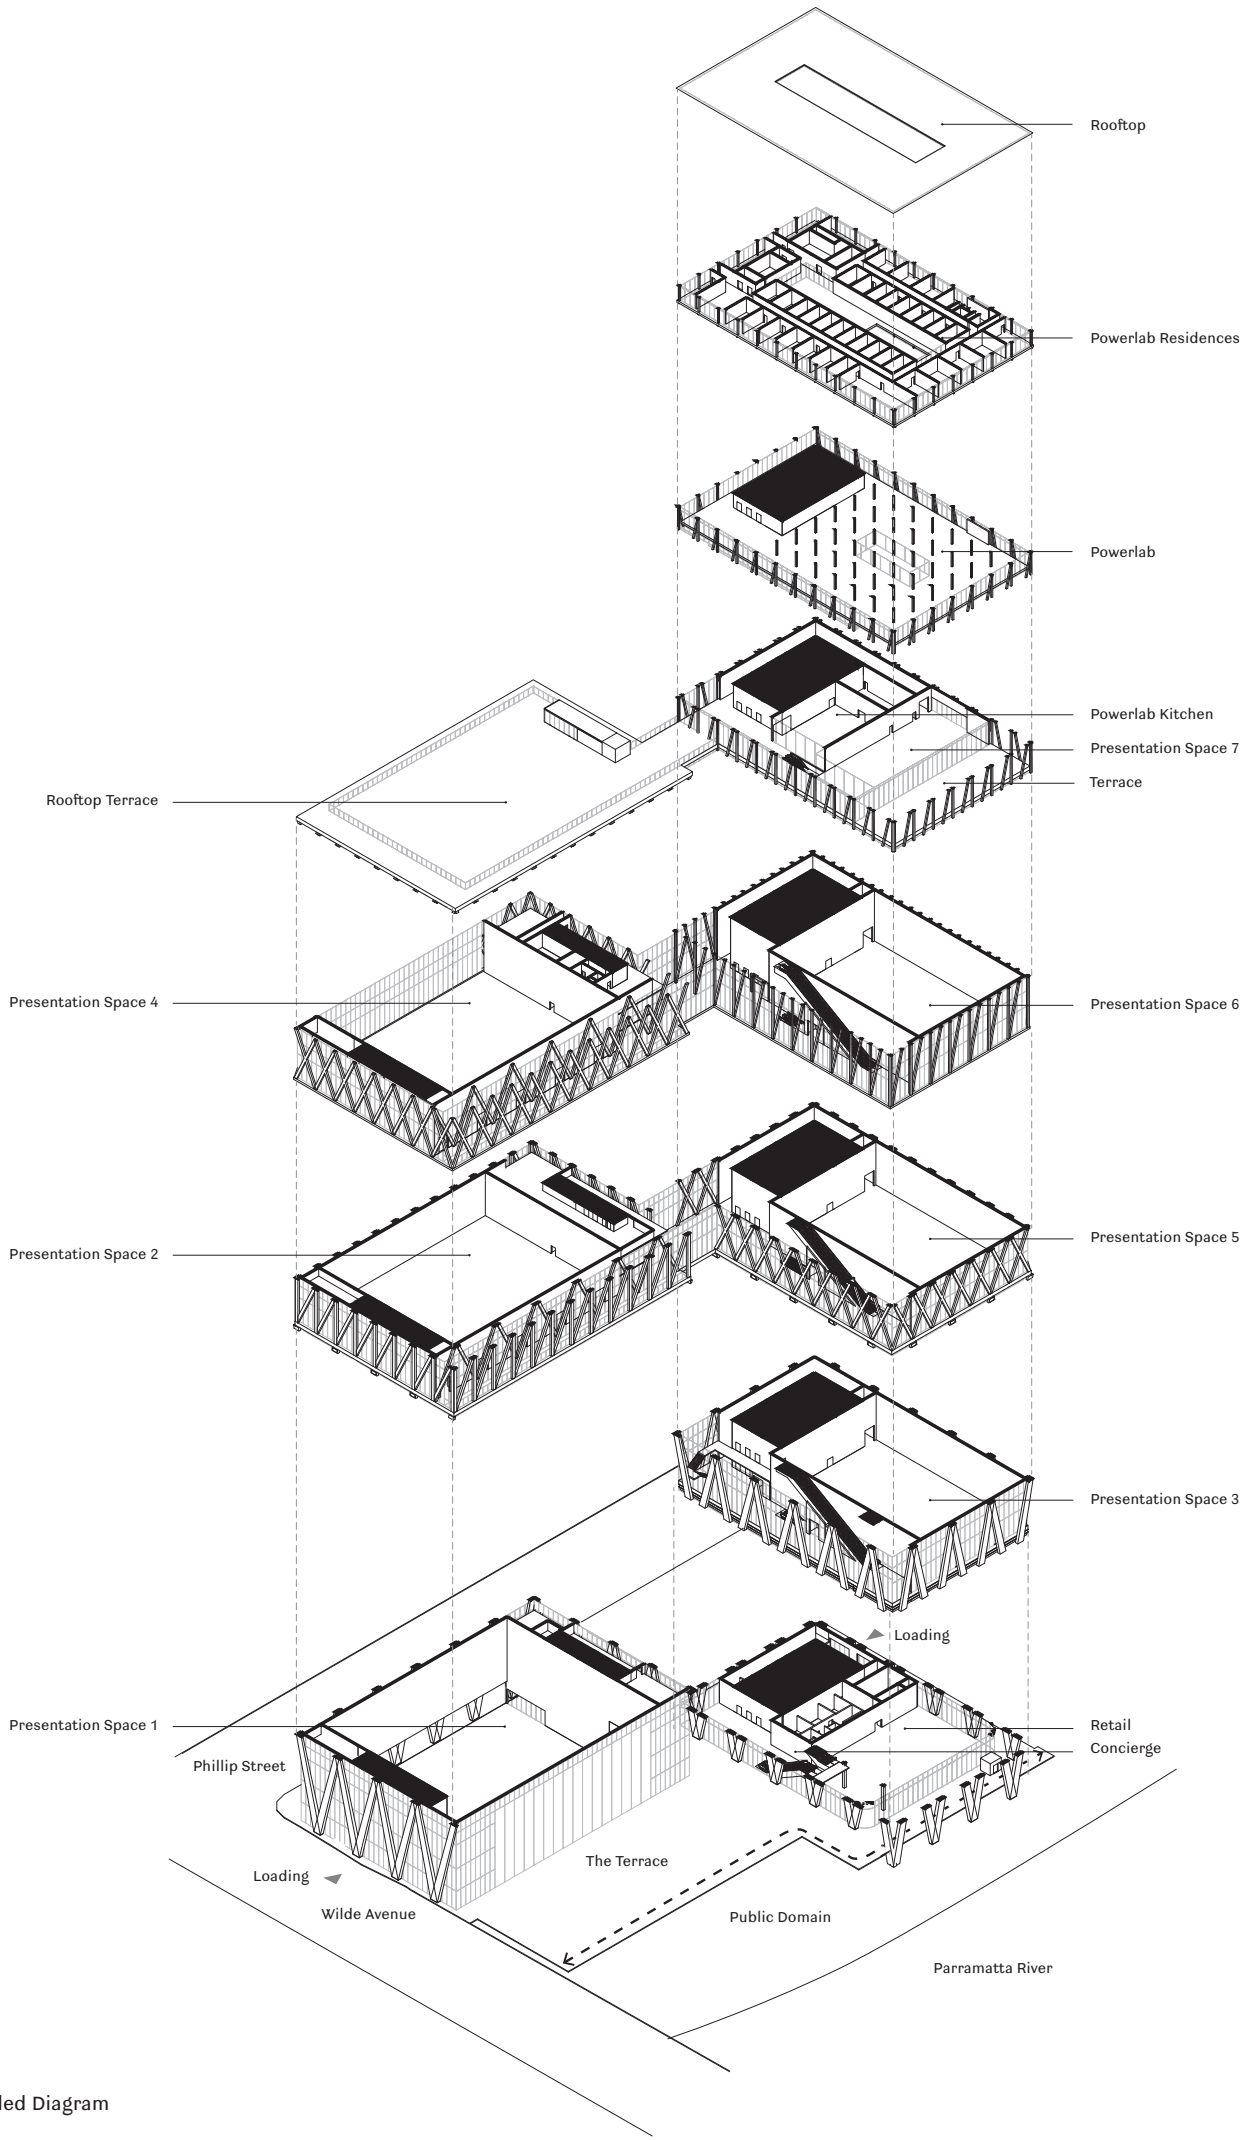 Rooftop
Powerlab Residences
Powerlab
Powerlab Kitchen
Presentation Space 7
Terrace
Rooftop Terrace
Presentation Space 4
Presentation Space 6
Presentation Space 5
Presentation Space 2
Presentation Space 3
Loading
Presentation Space 1
Retail
Concierge
Phillip Street
The Terrace
Loading
Wilde Avenue
Public Domain
Parramatta River
Diagram